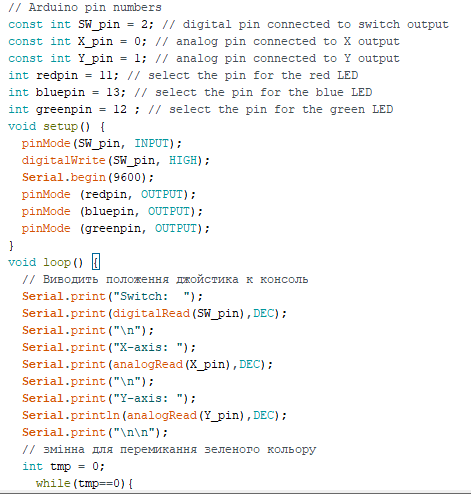 // Arduino pin numbers
const int SW_pin = 2; // digital pin connected to switch output
const int X_pin = 0; // analog pin connected to X output
const int Y_pin = 1; // analog pin connected to Y output
int redpin = 11; // select the pin for the red LED
int bluepin = 13; // select the pin for the blue LED
int greenpin = 12 ; // select the pin for the green LED
void setup() {
  pinMode(SW_pin, INPUT);
  digitalWrite(SW_pin, HIGH);
  Serial.begin(9600);
  pinMode (redpin, OUTPUT);
  pinMode (bluepin, OUTPUT);
  pinMode (greenpin, OUTPUT);
}
void loop() {
  // Виводить положення джойстика к консоль
  Serial.print("Switch:  ");
  Serial.print(digitalRead(SW_pin),DEC);
  Serial.print("\n");
  Serial.print("X-axis: ");
  Serial.print(analogRead(X_pin),DEC);
  Serial.print("\n");
  Serial.print("Y-axis: ");
  Serial.println(analogRead(Y_pin),DEC);
  Serial.print("\n\n");
  // змінна для перемикання зеленого кольору
  int tmp = 0;
    while(tmp==0){